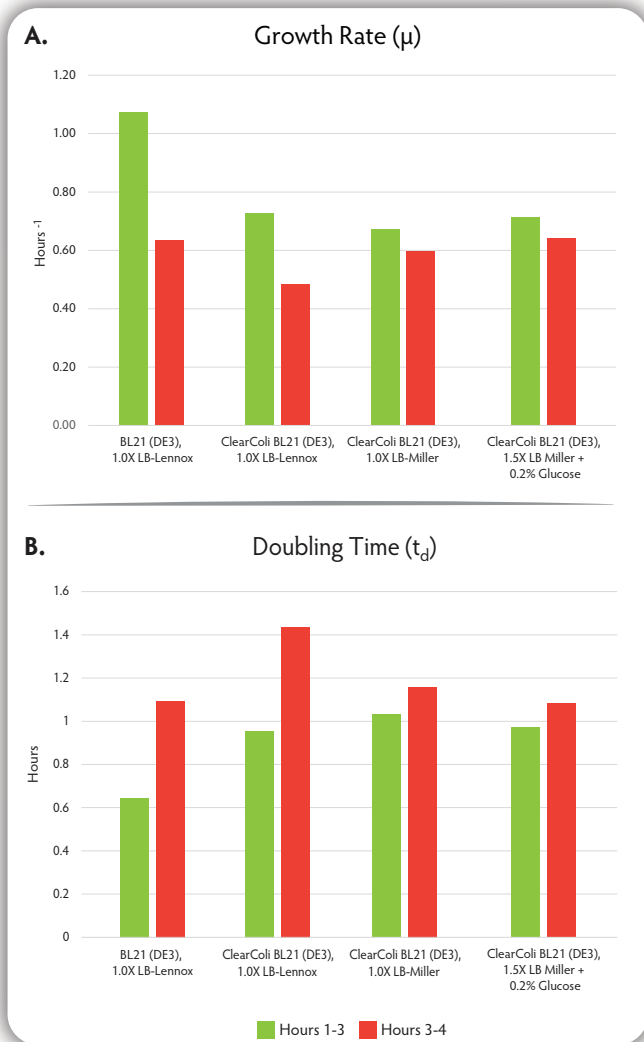 A.
Growth Rate (μ)
1.20
1.00
0.80
0.60
0.40
0.20
0.00
Hours -1
BL21 (DE3),
1.0X LB-Lennox
ClearColi BL21 (DE3),
1.0X LB-Lennox
ClearColi BL21 (DE3),
1.0X LB-Miller
ClearColi BL21 (DE3),
1.5X LB Miller +
0.2% Glucose
B.
Doubling Time (td)
1.6
1.4
1.2
1
0.8
0.6
0.4
0.2
0
Hours
BL21 (DE3),
1.0X LB-Lennox
ClearColi BL21 (DE3),
1.0X LB-Lennox
ClearColi BL21 (DE3),
1.0X LB-Miller
ClearColi BL21 (DE3),
1.5X LB Miller +
0.2% Glucose
Hours 1-3
Hours 3-4